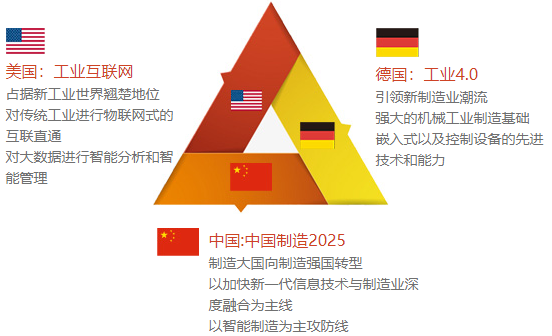 美国：工业互联网
占据新工业世界翘楚地位
对传统工业进行物联网式的
互联直通
对大数据进行智能分析和智
能管理
德国：工业4.0
引领新制造业潮流
强大的机械工业制造基础
嵌入式以及控制设备的先进
技术和能力
中国:中国制造2025
制造大国向制造强国转型
以加快新一代信息技术与制造业深
度融合为主线
以智能制造为主攻防线